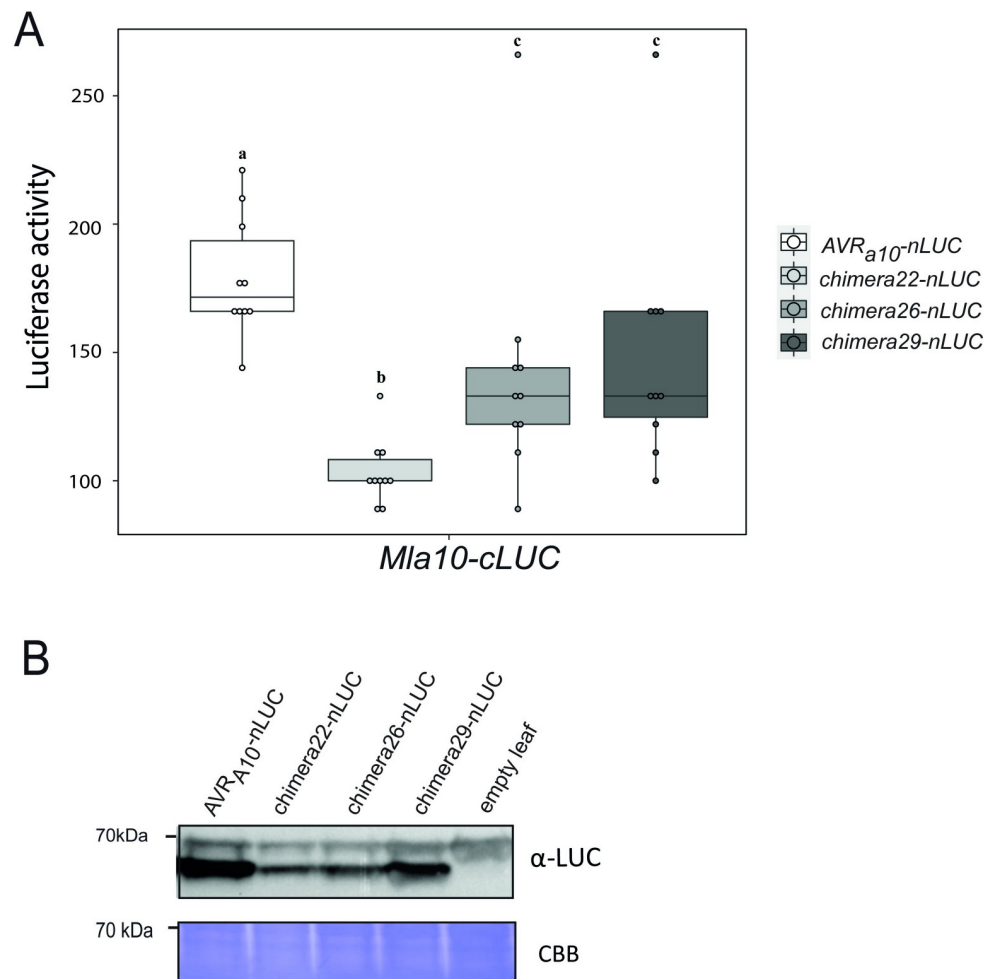 A
Luciferase activity
250
200
150
100
a
b
c
c
Mla10-cLUC
AVRa10-nLUC
chimera22-nLUC
chimera26-nLUC
chimera29-nLUC
B
AVRA10-nLUC
chimera22-nLUC
chimera26-nLUC
chimera29-nLUC
empty leaf
70kDa
α-LUC
70 kDa
CBB